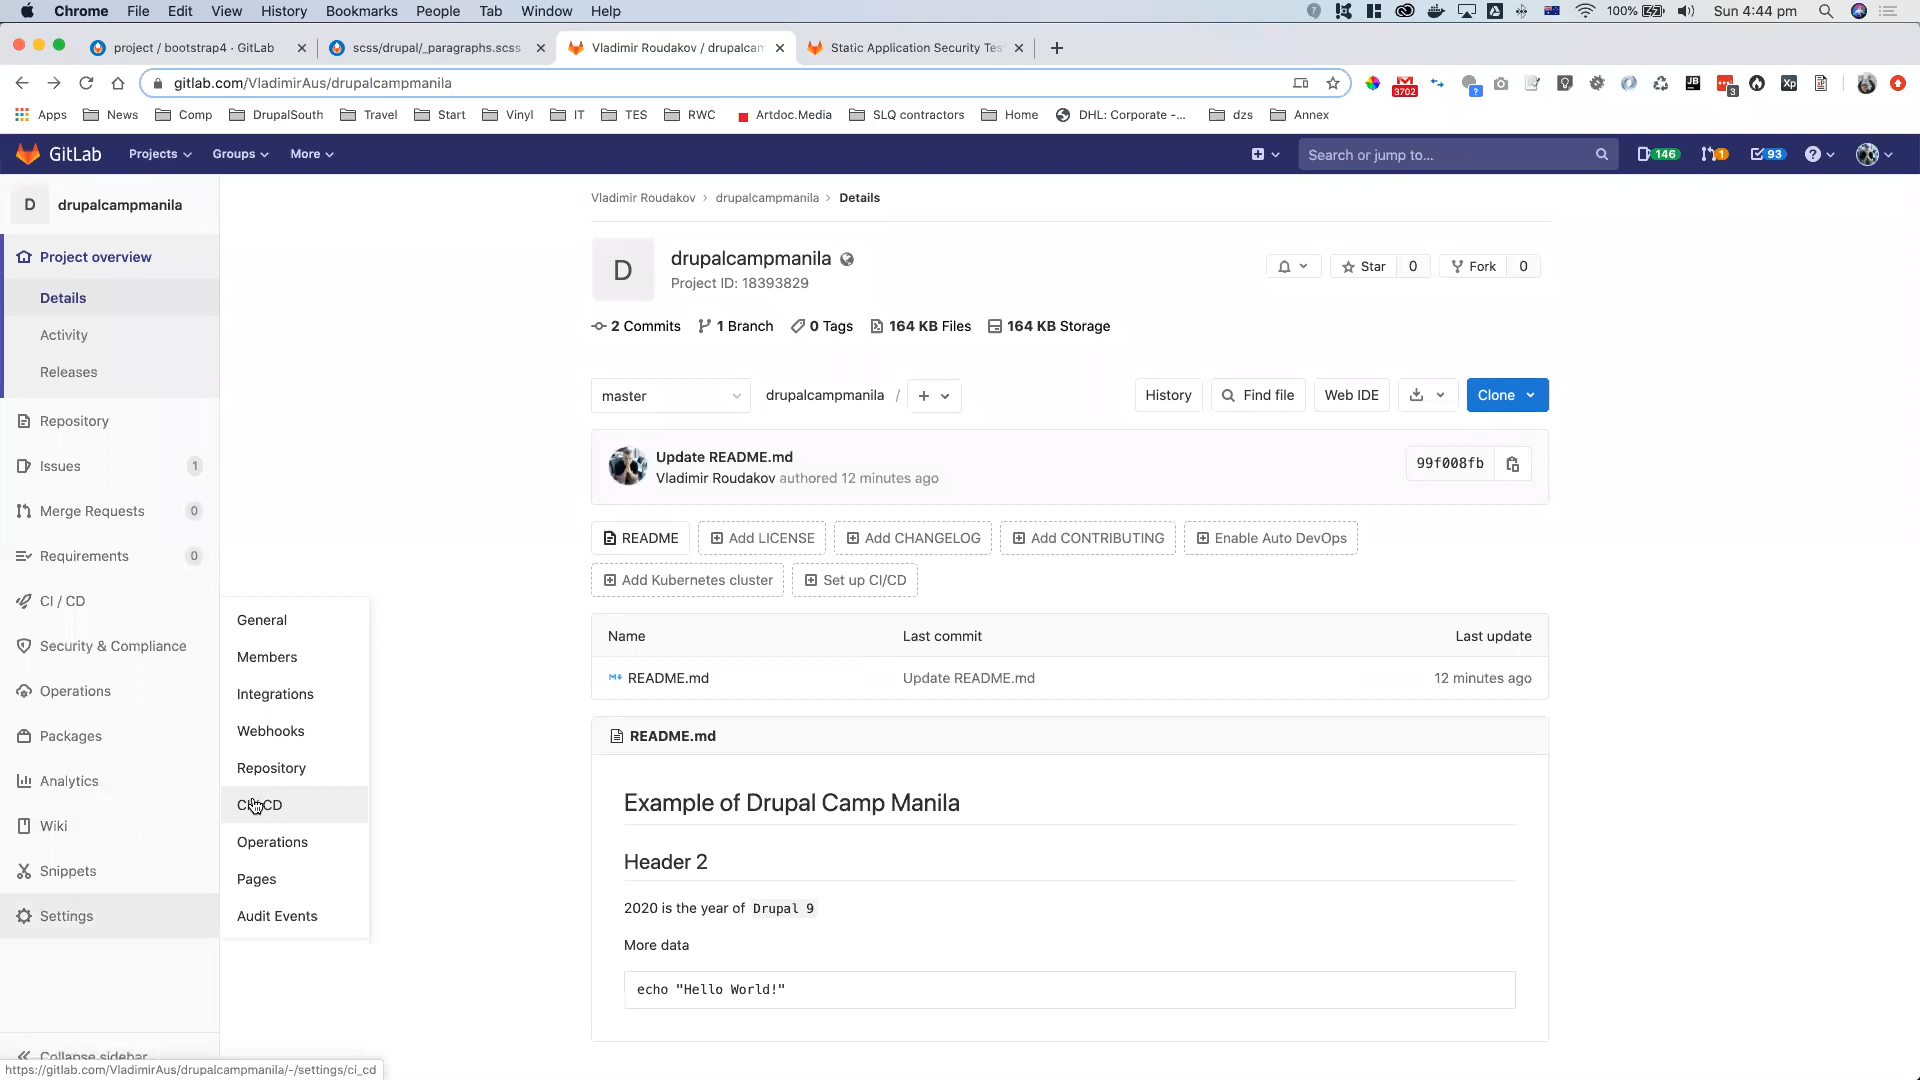 Chrome File Edit View History Bookmarks People Tab Window Help 100% Sun 4:44 pm
project / bootstrap4 · GitLab scss/drupal/_paragraphs.scss Vladimir Roudakov / drupalcam Static Application Security Tes
gitlab.com/VladimirAus/drupalcampmanila 3702 ? JB 3 Xp
Apps News Comp DrupalSouth Travel Start Vinyl IT TES RWC Artdoc.Media SLQ contractors Home DHL: Corporate -... dzs Annex
GitLab Projects Groups More Search or jump to... 146 1 93
D drupalcampmanila
Project overview
Details
Activity
Releases
Repository
Issues 1
Merge Requests 0
Requirements 0
CI / CD
Security & Compliance
Operations
Packages
Analytics
Wiki
Snippets
Settings
Collapse sidebar
General
Members
Integrations
Webhooks
Repository
CI / CD
Operations
Pages
Audit Events
https://gitlab.com/VladimirAus/drupalcampmanila/-/settings/ci_cd
Vladimir Roudakov > drupalcampmanila > Details
D drupalcampmanila
Project ID: 18393829
Star 0 Fork 0
2 Commits 1 Branch 0 Tags 164 KB Files 164 KB Storage
master drupalcampmanila / + History Find file Web IDE Clone
Update README.md
Vladimir Roudakov authored 12 minutes ago
99f008fb
README Add LICENSE Add CHANGELOG Add CONTRIBUTING Enable Auto DevOps
Add Kubernetes cluster Set up CI/CD
Name Last commit Last update
README.md Update README.md 12 minutes ago
README.md
Example of Drupal Camp Manila
Header 2
2020 is the year of Drupal 9
More data
echo "Hello World!"